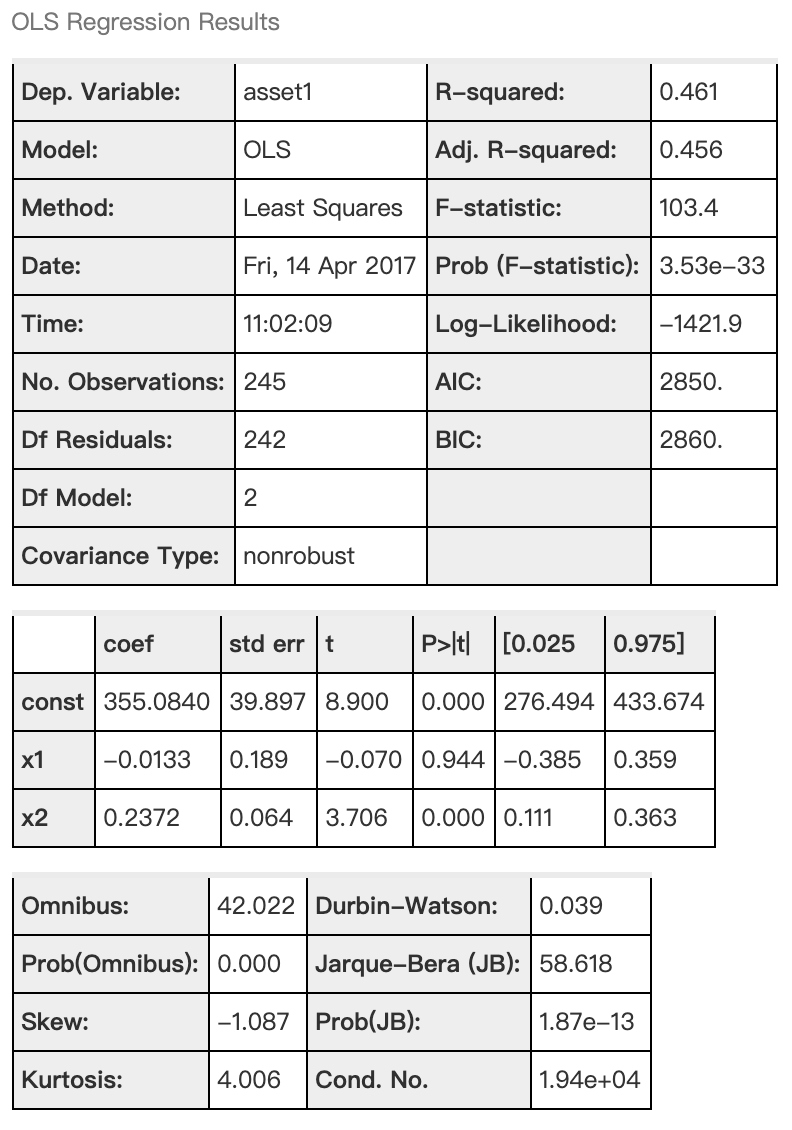 OLS Regression Results
Dep. Variable: asset1 R-squared: 0.461
Model: OLS Adj. R-squared: 0.456
Method: Least Squares F-statistic: 103.4
Date: Fri, 14 Apr 2017 Prob (F-statistic): 3.53e-33
Time: 11:02:09 Log-Likelihood: -1421.9
No. Observations: 245 AIC: 2850.
Df Residuals: 242 BIC: 2860.
Df Model: 2
Covariance Type: nonrobust
coef std err t P>|t| [0.025 0.975]
const 355.0840 39.897 8.900 0.000 276.494 433.674
x1 -0.0133 0.189 -0.070 0.944 -0.385 0.359
x2 0.2372 0.064 3.706 0.000 0.111 0.363
Omnibus: 42.022 Durbin-Watson: 0.039
Prob(Omnibus): 0.000 Jarque-Bera (JB): 58.618
Skew: -1.087 Prob(JB): 1.87e-13
Kurtosis: 4.006 Cond. No. 1.94e+04